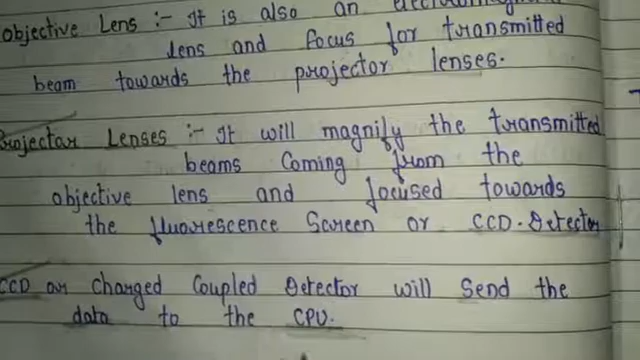 objective Lens :- It is also an electromagnetic
lens and focus for transmitted
beam towards the projector lenses.
Projector Lenses :- It will magnify the transmitted
beams Coming from the
objective lens and focused towards
the fluorescence Screen or CCD. Detector
CCD or Changed Coupled Detector will Send the
data to the CPU.